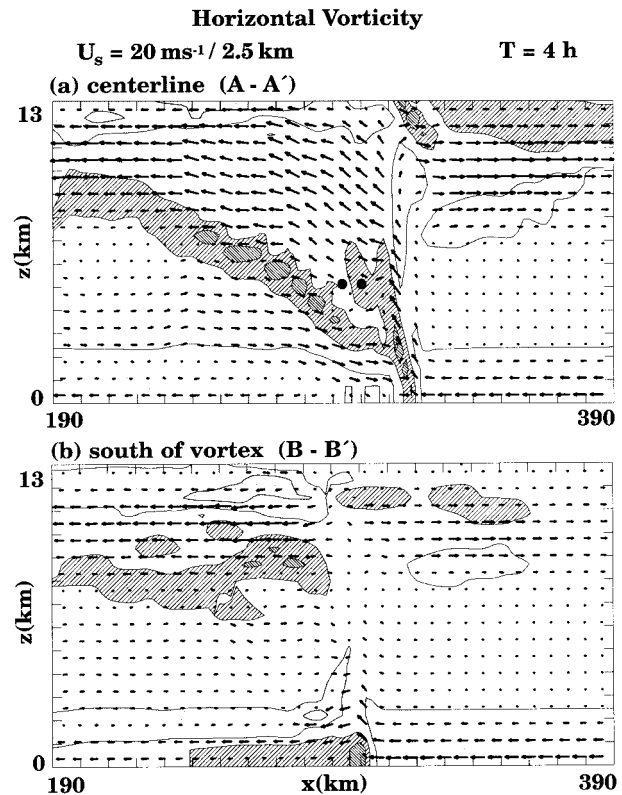 Horizontal Vorticity
Us = 20 ms-1 / 2.5 km T = 4 h
(a) centerline (A - A´)
13
z(km)
0
190 390
(b) south of vortex (B - B´)
13
z(km)
0
190 x(km) 390